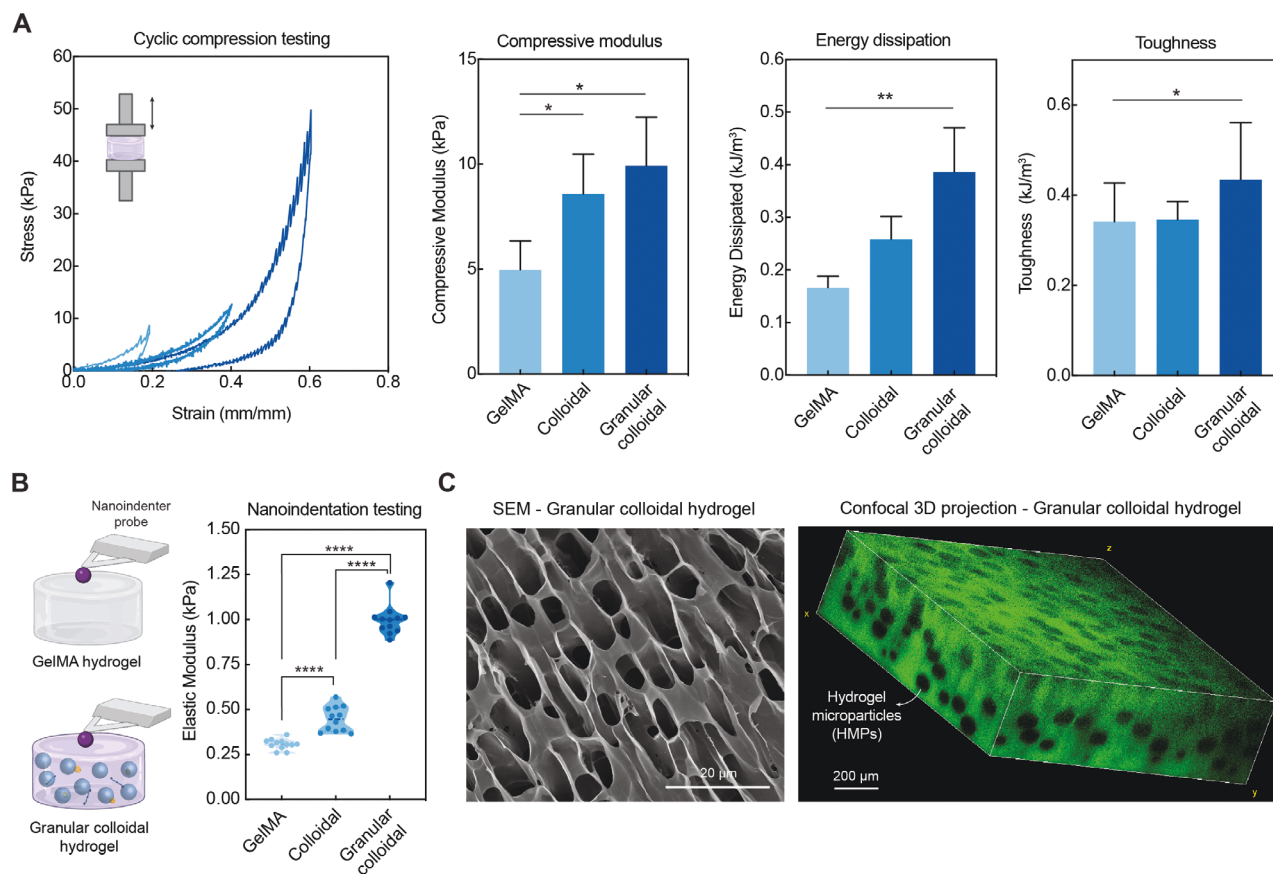 A
Cyclic compression testing
60
50
40
30
20
10
0
0.0
0.2
0.4
0.6
0.8
Stress (kPa)
Strain (mm/mm)
Compressive modulus
*
*
15
10
5
0
Compressive Modulus (kPa)
GelMA
Colloidal
Granular
colloidal
Energy dissipation
**
0.6
0.5
0.4
0.3
0.2
0.1
0.0
Energy Dissipated (kJ/m³)
GelMA
Colloidal
Granular
colloidal
Toughness
*
0.6
0.4
0.2
0.0
Toughness (kJ/m³)
GelMA
Colloidal
Granular
colloidal
B
Nanoindenter
probe
GelMA hydrogel
Granular colloidal
hydrogel
Nanoindentation testing
****
****
****
1.50
1.25
1.00
0.75
0.50
0.25
0.00
Elastic Modulus (kPa)
GelMA
Colloidal
Granular
colloidal
C
SEM - Granular colloidal hydrogel
20 μm
Confocal 3D projection - Granular colloidal hydrogel
z
x
y
Hydrogel
microparticles
(HMPs)
200 μm